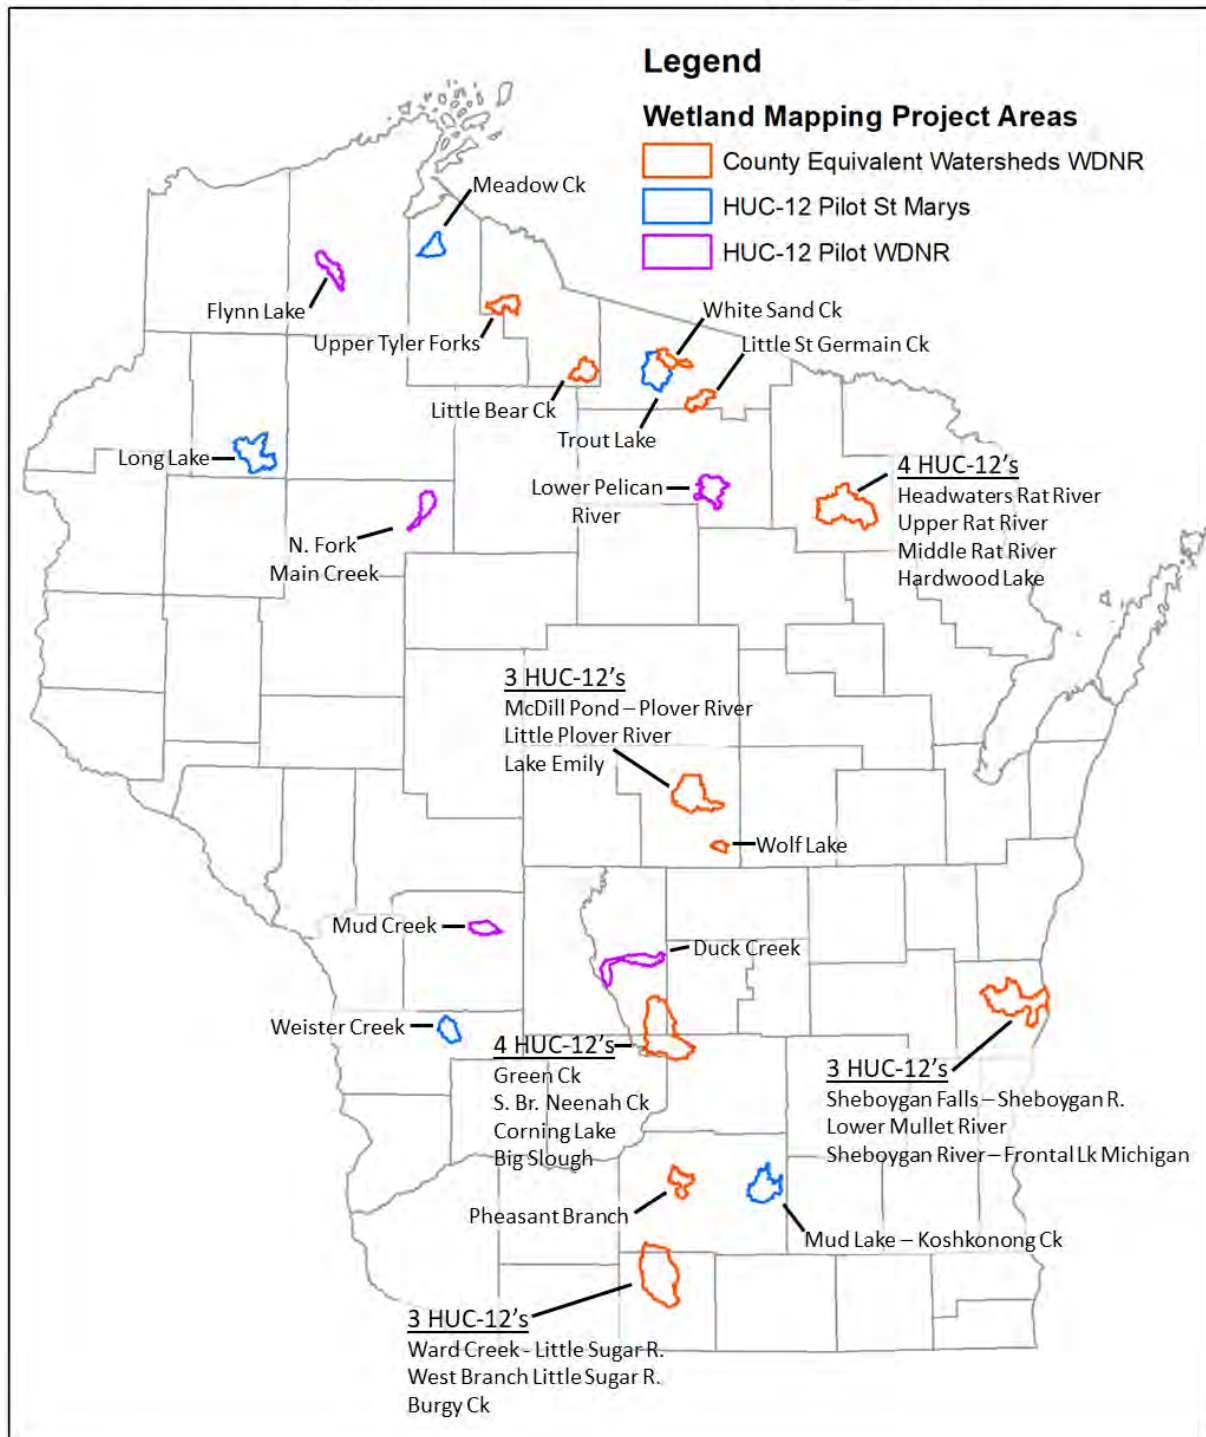 Legend
Wetland Mapping Project Areas
County Equivalent Watersheds WDNR
HUC-12 Pilot St Marys
HUC-12 Pilot WDNR
Meadow Ck
Flynn Lake
Upper Tyler Forks
White Sand Ck
Little St Germain Ck
Little Bear Ck
Trout Lake
Long Lake
Lower Pelican
River
4 HUC-12's
Headwaters Rat River
Upper Rat River
Middle Rat River
Hardwood Lake
N. Fork
Main Creek
3 HUC-12's
McDill Pond – Plover River
Little Plover River
Lake Emily
Wolf Lake
Mud Creek
Duck Creek
Weister Creek
4 HUC-12's
Green Ck
S. Br. Neenah Ck
Corning Lake
Big Slough
3 HUC-12's
Sheboygan Falls – Sheboygan R.
Lower Mullet River
Sheboygan River – Frontal Lk Michigan
Pheasant Branch
Mud Lake – Koshkonong Ck
3 HUC-12's
Ward Creek - Little Sugar R.
West Branch Little Sugar R.
Burgy Ck